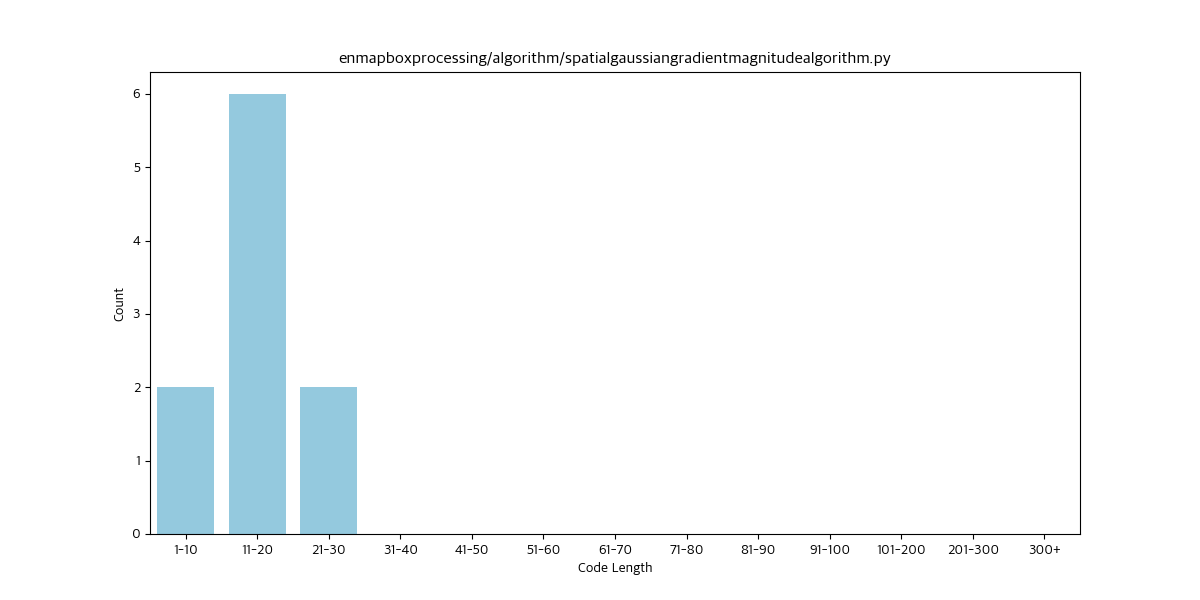 enmapboxprocessing/algorithm/spatialgaussiangradientmagnitudealgorithm.py
6
5
4
3
2
1
0
Count
1-10 11-20 21-30 31-40 41-50 51-60 61-70 71-80 81-90 91-100 101-200 201-300 300+
Code Length